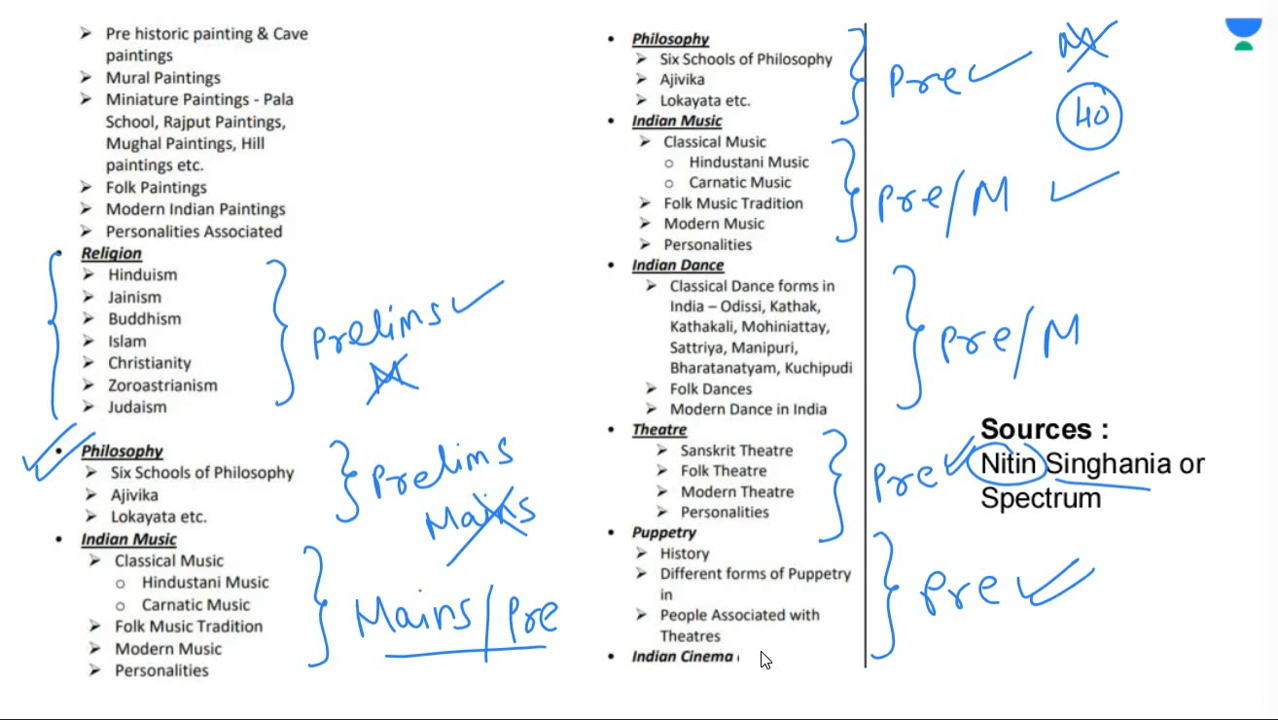 ➢ Pre historic painting & Cave
paintings
➢ Mural Paintings
➢ Miniature Paintings - Pala
School, Rajput Paintings,
Mughal Paintings, Hill
paintings etc.
➢ Folk Paintings
➢ Modern Indian Paintings
➢ Personalities Associated
• Religion
➢ Hinduism
➢ Jainism
➢ Buddhism
➢ Islam
➢ Christianity
➢ Zoroastrianism
➢ Judaism
Prelims ✓
M
• Philosophy
➢ Six Schools of Philosophy
➢ Ajivika
➢ Lokayata etc.
Prelims
Mains
• Indian Music
➢ Classical Music
o Hindustani Music
o Carnatic Music
➢ Folk Music Tradition
➢ Modern Music
➢ Personalities
Mains/Pre
• Philosophy
➢ Six Schools of Philosophy
➢ Ajivika
➢ Lokayata etc.
Pre ✓
40
• Indian Music
➢ Classical Music
o Hindustani Music
o Carnatic Music
➢ Folk Music Tradition
➢ Modern Music
➢ Personalities
Pre/M ✓
• Indian Dance
➢ Classical Dance forms in
India – Odissi, Kathak,
Kathakali, Mohiniattay,
Sattriya, Manipuri,
Bharatanatyam, Kuchipudi
➢ Folk Dances
➢ Modern Dance in India
Pre/M
• Theatre
➢ Sanskrit Theatre
➢ Folk Theatre
➢ Modern Theatre
➢ Personalities
Pre ✓
• Puppetry
➢ History
➢ Different forms of Puppetry
in
➢ People Associated with
Theatres
Pre ✓
• Indian Cinema
Sources :
Nitin Singhania or
Spectrum